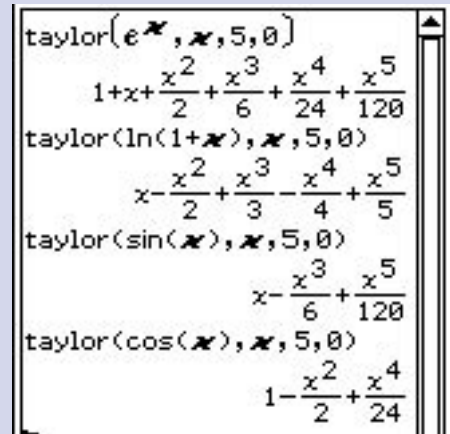 taylor(e^x,x,5,0)
1+x+x^2/2+x^3/6+x^4/24+x^5/120
taylor(ln(1+x),x,5,0)
x-x^2/2+x^3/3-x^4/4+x^5/5
taylor(sin(x),x,5,0)
x-x^3/6+x^5/120
taylor(cos(x),x,5,0)
1-x^2/2+x^4/24